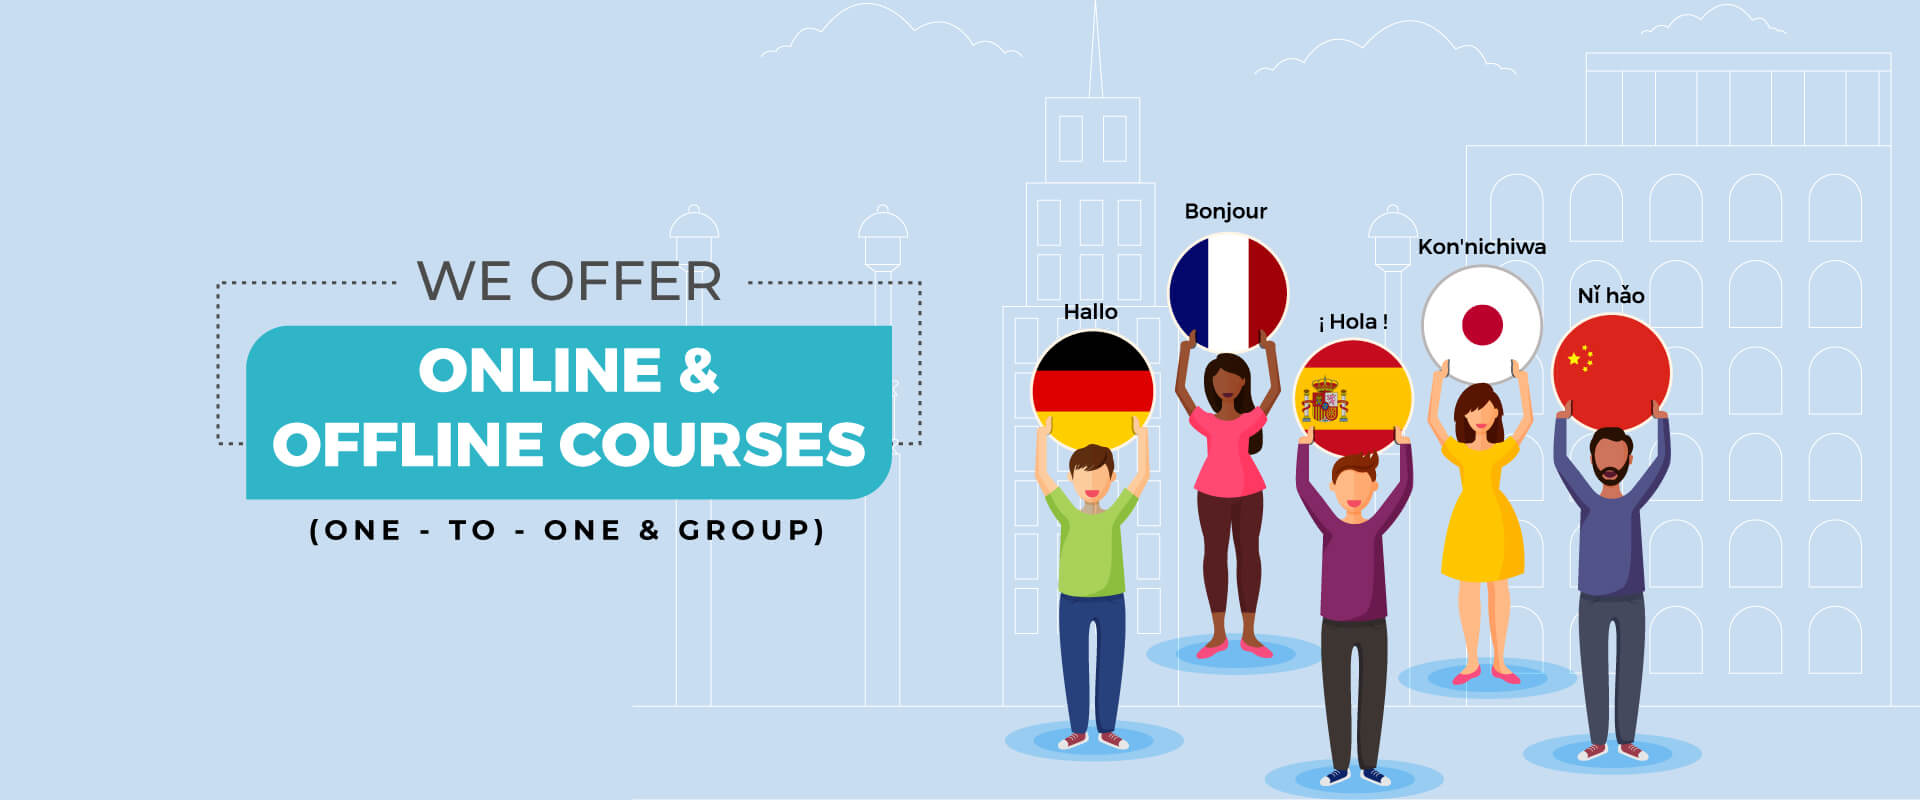 WE OFFER
ONLINE &
OFFLINE COURSES
(ONE - TO - ONE & GROUP)
Hallo
Bonjour
¡ Hola !
Kon'nichiwa
Nǐ hǎo